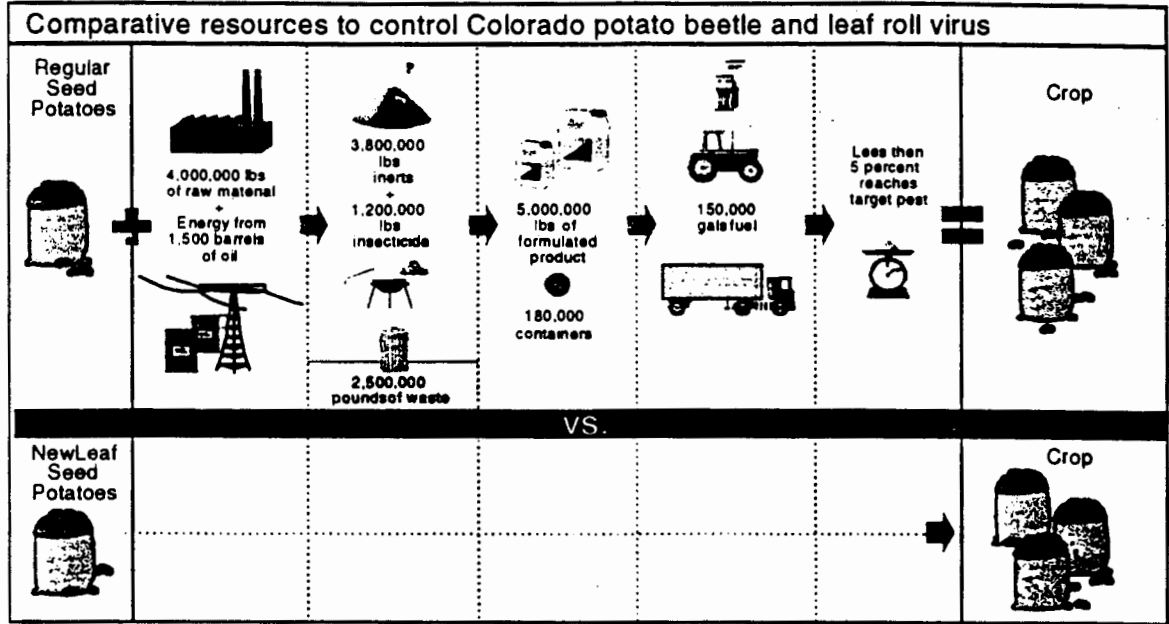 Comparative resources to control Colorado potato beetle and leaf roll virus
Regular
Seed
Potatoes
4,000,000 lbs
of raw material
+
Energy from
1,500 barrels
of oil
?
3,800,000
lbs
inerts
+
1,200,000
lbs
insecticide
2,500,000
poundsof waste
5,000,000
lbs of
formulated
product
180,000
containers
150,000
galsfuel
Less then
5 percent
reaches
target pest
Crop
VS.
NewLeaf
Seed
Potatoes
Crop